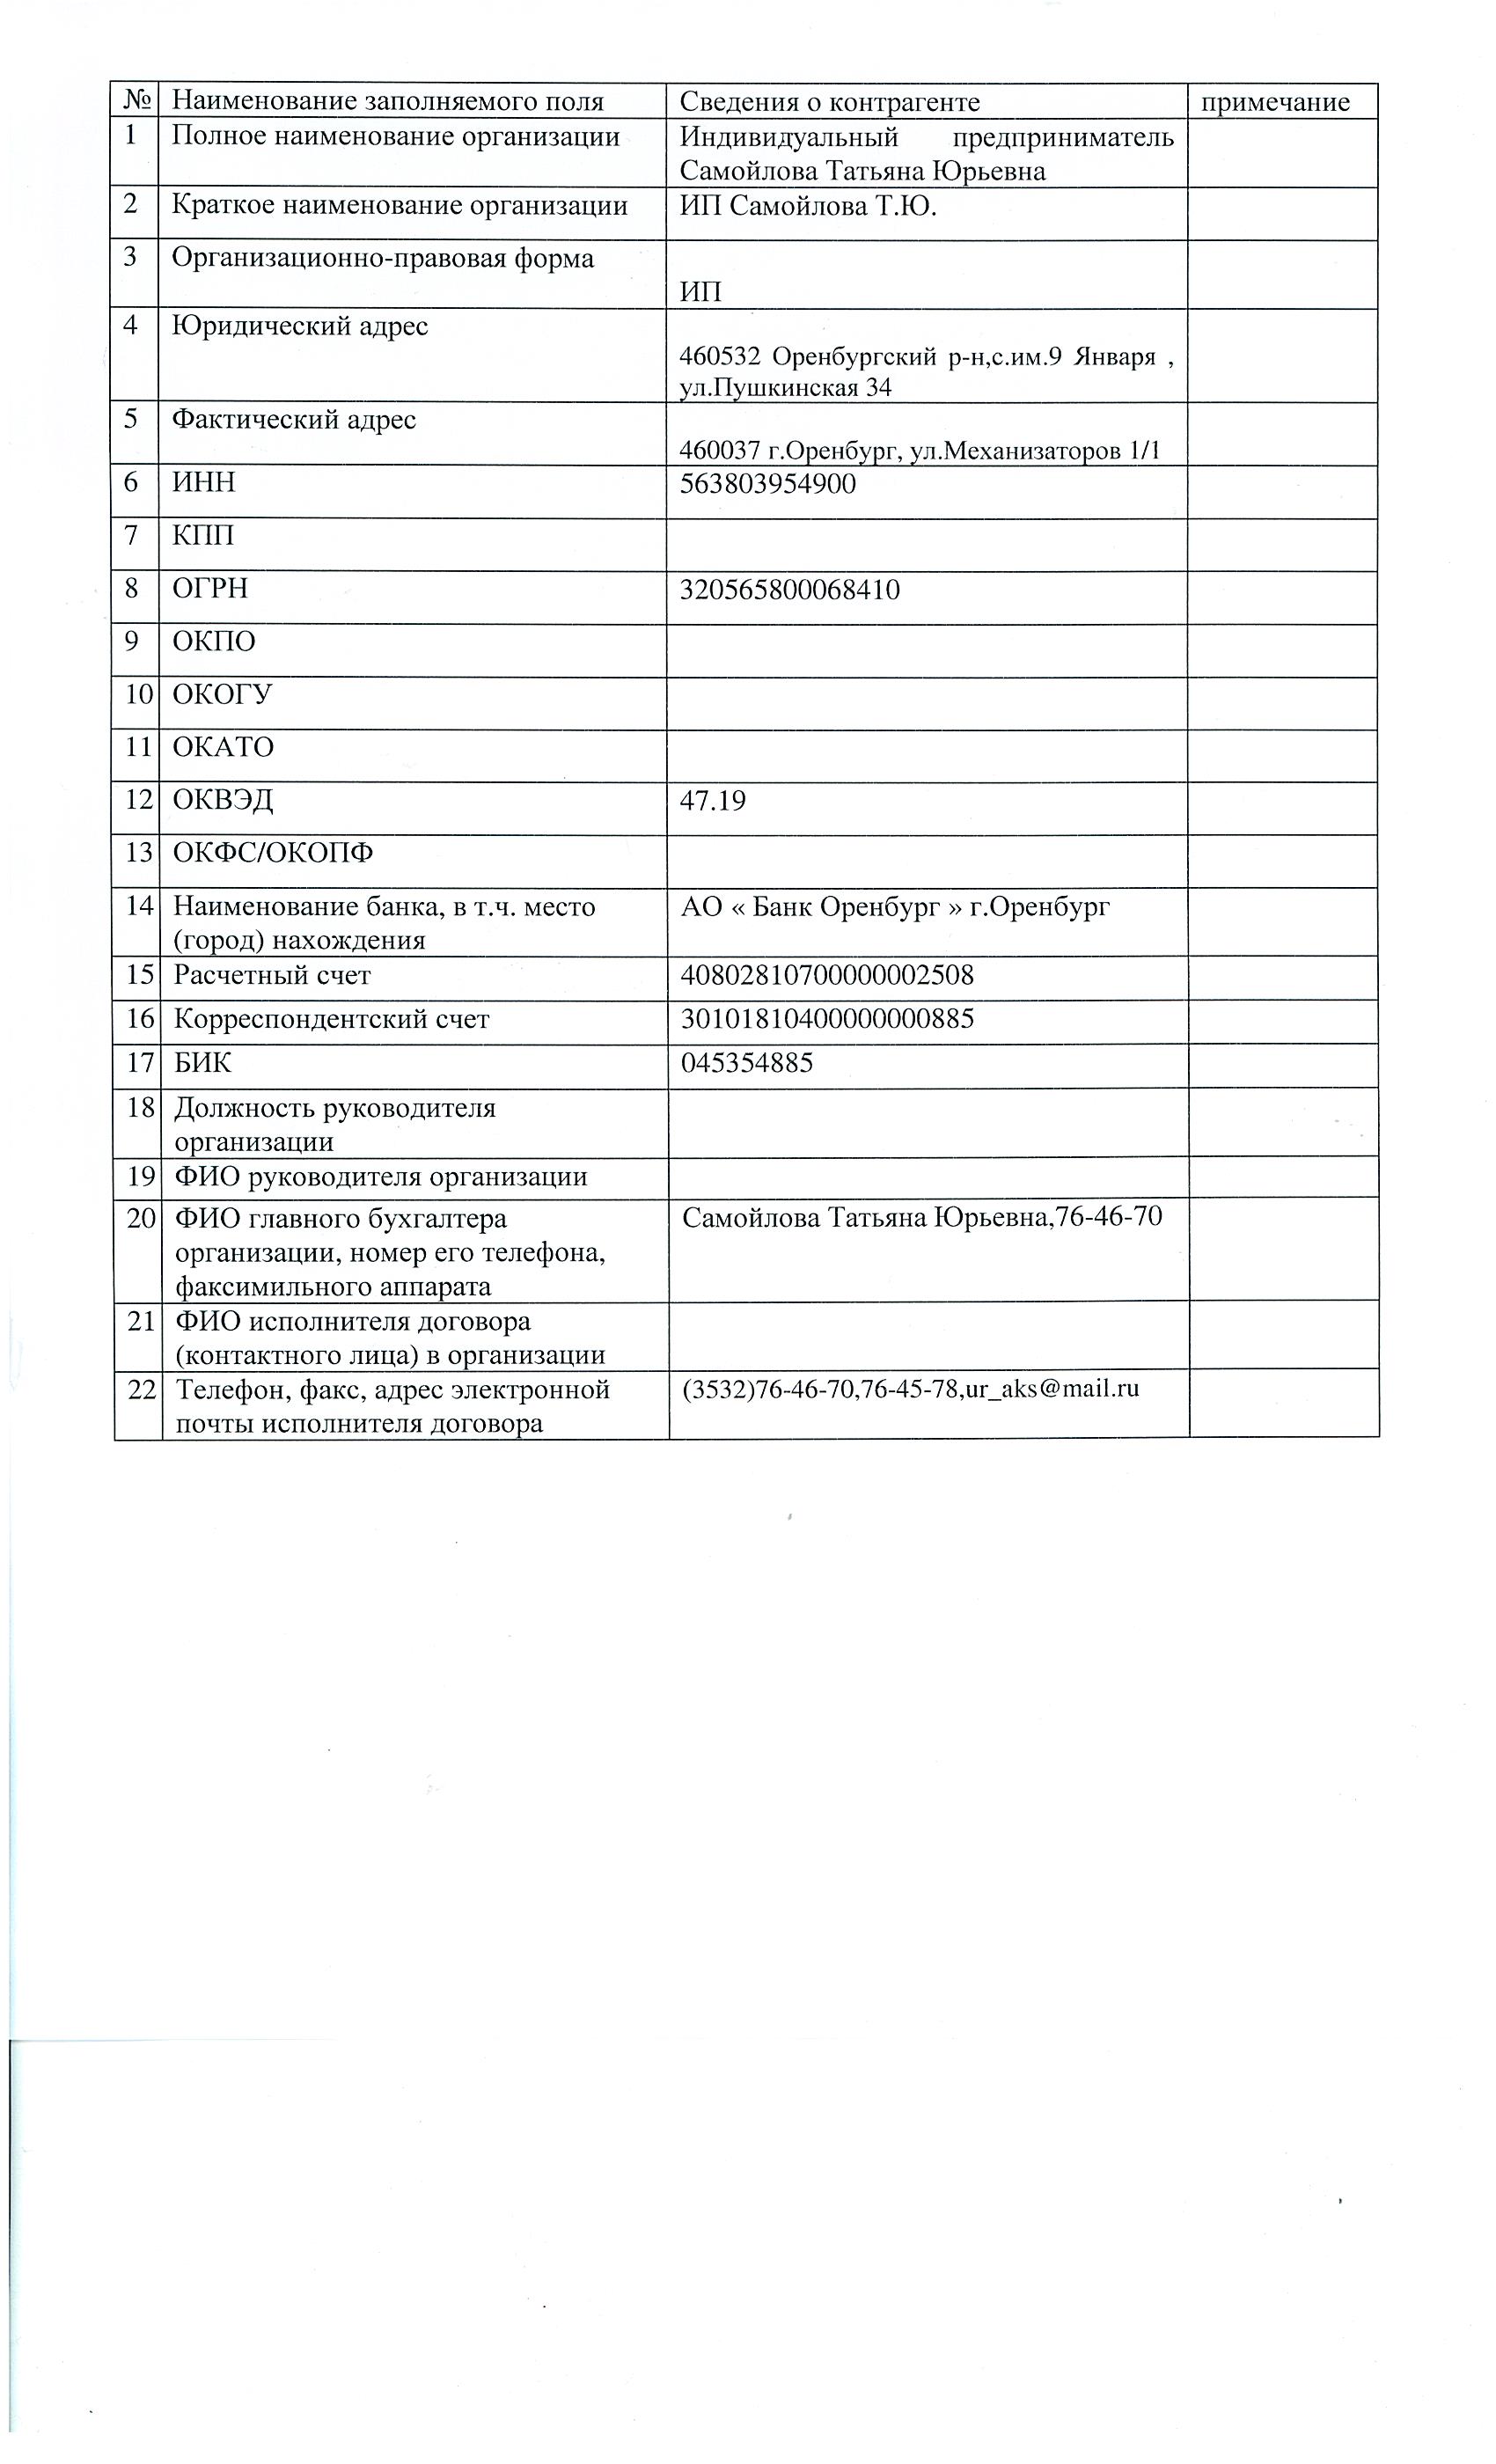 № Наименование заполняемого поля Сведения о контрагенте примечание
1 Полное наименование организации Индивидуальный предприниматель
Самойлова Татьяна Юрьевна
2 Краткое наименование организации ИП Самойлова Т.Ю.
3 Организационно-правовая форма
ИП
4 Юридический адрес
460532 Оренбургский р-н,с.им.9 Января ,
ул.Пушкинская 34
5 Фактический адрес
460037 г.Оренбург, ул.Механизаторов 1/1
6 ИНН 563803954900
7 КПП
8 ОГРН 320565800068410
9 ОКПО
10 ОКОГУ
11 ОКАТО
12 ОКВЭД 47.19
13 ОКФС/ОКОПФ
14 Наименование банка, в т.ч. место АО « Банк Оренбург » г.Оренбург
(город) нахождения
15 Расчетный счет 40802810700000002508
16 Корреспондентский счет 30101810400000000885
17 БИК 045354885
18 Должность руководителя
организации
19 ФИО руководителя организации
20 ФИО главного бухгалтера Самойлова Татьяна Юрьевна,76-46-70
организации, номер его телефона,
факсимильного аппарата
21 ФИО исполнителя договора
(контактного лица) в организации
22 Телефон, факс, адрес электронной (3532)76-46-70,76-45-78,ur_aks@mail.ru
почты исполнителя договора